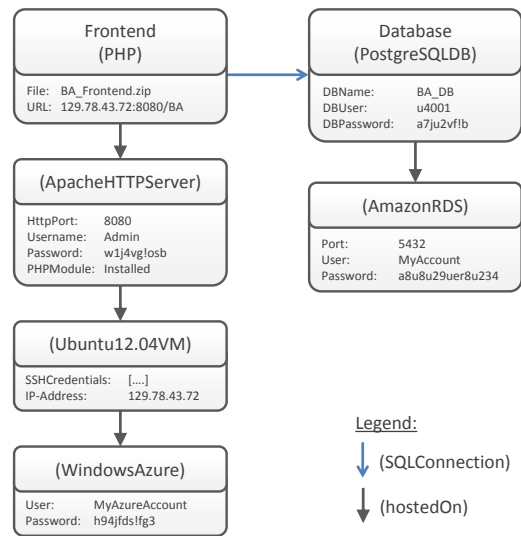 Frontend
(PHP)
File: BA_Frontend.zip
URL: 129.78.43.72:8080/BA
Database
(PostgreSQLDB)
DBName: BA_DB
DBUser: u4001
DBPassword: a7ju2vf!b
(ApacheHTTPServer)
HttpPort: 8080
Username: Admin
Password: w1j4vg!osb
PHPModule: Installed
(AmazonRDS)
Port: 5432
User: MyAccount
Password: a8u8u29uer8u234
(Ubuntu12.04VM)
SSHCredentials: [....]
IP-Address: 129.78.43.72
(WindowsAzure)
User: MyAzureAccount
Password: h94jfds!fg3
Legend:
(SQLConnection)
(hostedOn)